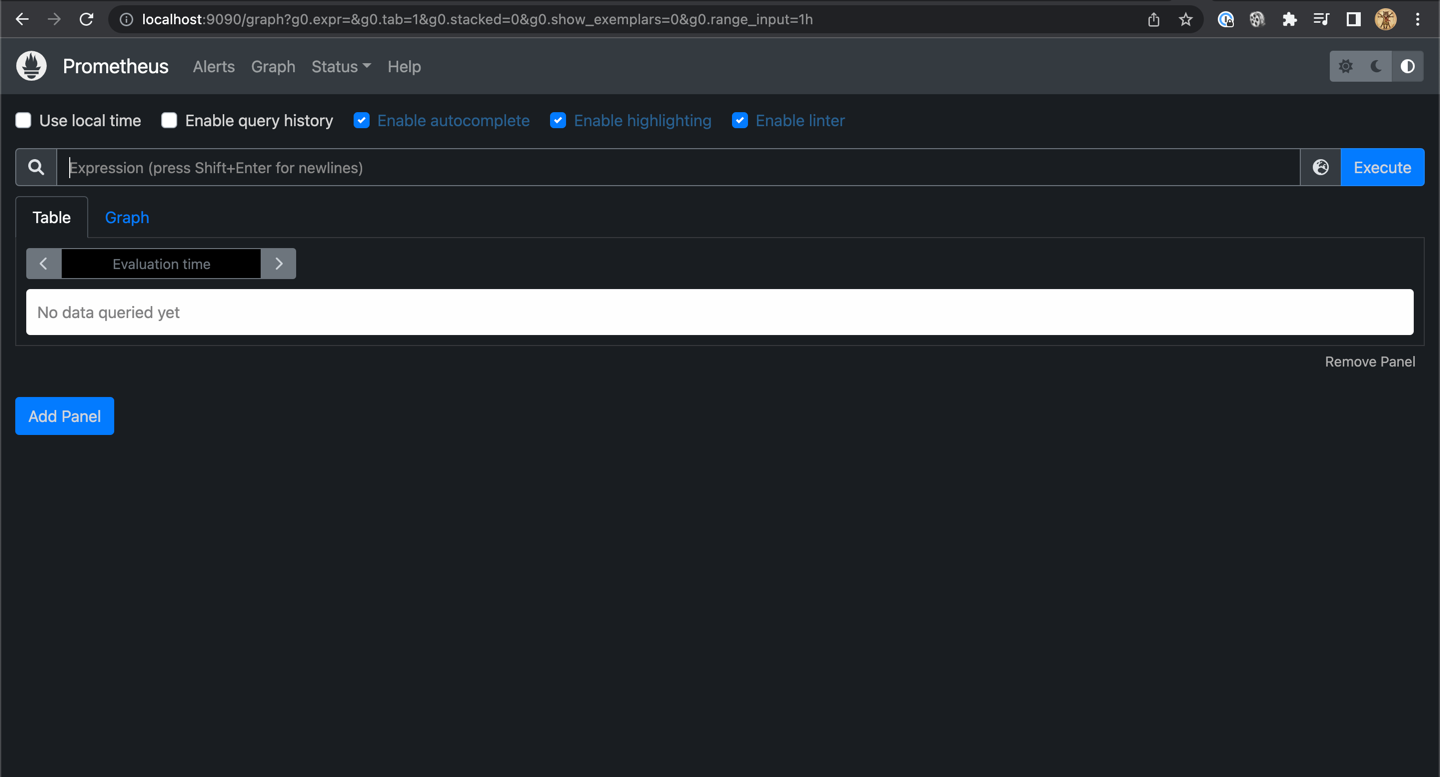 localhost:9090/graph?g0.expr=&g0.tab=1&g0.stacked=0&g0.show_exemplars=0&g0.range_input=1h
Prometheus Alerts Graph Status Help
Use local time Enable query history Enable autocomplete Enable highlighting Enable linter
Expression (press Shift+Enter for newlines) Execute
Table Graph
Evaluation time
No data queried yet
Remove Panel
Add Panel